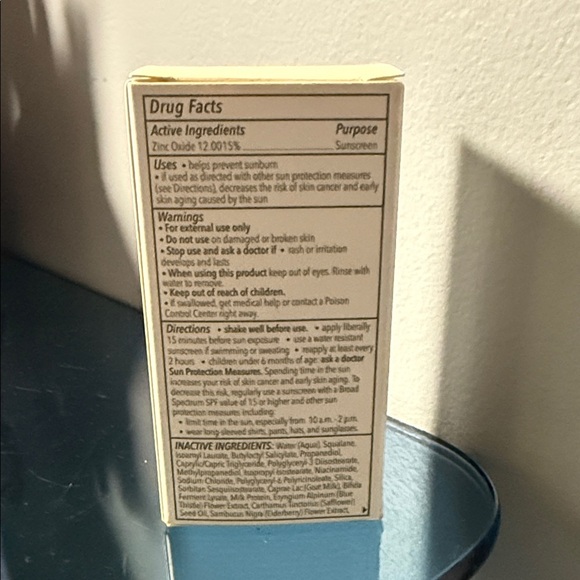 Drug Facts
Active Ingredients Purpose
Zinc Oxide 12.0015% Sunscreen
Uses • helps prevent sunburn
• if used as directed with other sun protection measures
(see Directions), decreases the risk of skin cancer and early
skin aging caused by the sun
Warnings
• For external use only
• Do not use on damaged or broken skin
• Stop use and ask a doctor if • rash or irritation
develops and lasts
• When using this product keep out of eyes. Rinse with
water to remove.
• Keep out of reach of children.
• If swallowed, get medical help or contact a Poison
Control Center right away.
Directions • shake well before use. • apply liberally
15 minutes before sun exposure • use a water resistant
sunscreen if swimming or sweating • reapply at least every
2 hours • children under 6 months of age: ask a doctor
Sun Protection Measures. Spending time in the sun
increases your risk of skin cancer and early skin aging. To
decrease this risk, regularly use a sunscreen with a Broad
Spectrum SPF value of 15 or higher and other sun
protection measures including:
• limit time in the sun, especially from 10 a.m.-2 p.m.
• wear long-sleeved shirts, pants, hats, and sunglasses
INACTIVE INGREDIENTS: Water (Aqua), Squalane,
Isoamyl Laurate, Butyloctyl Salicylate, Propanediol,
Caprylic/Capric Triglyceride, Polyglyceryl-3 Diisostearate,
Methylpropanediol, Isopropyl Isostearate, Niacinamide,
Sodium Chloride, Polyglyceryl-6 Polyricinoleate, Silica,
Sorbitan Sesquiisostearate, Caprae Lac (Goat Milk), Bifida
Ferment Lysate, Milk Protein, Eryngium Alpinum (Blue
Thistle) Flower Extract, Carthamus Tinctorius (Safflower)
Seed Oil, Sambucus Nigra (Elderberry) Flower Extract,